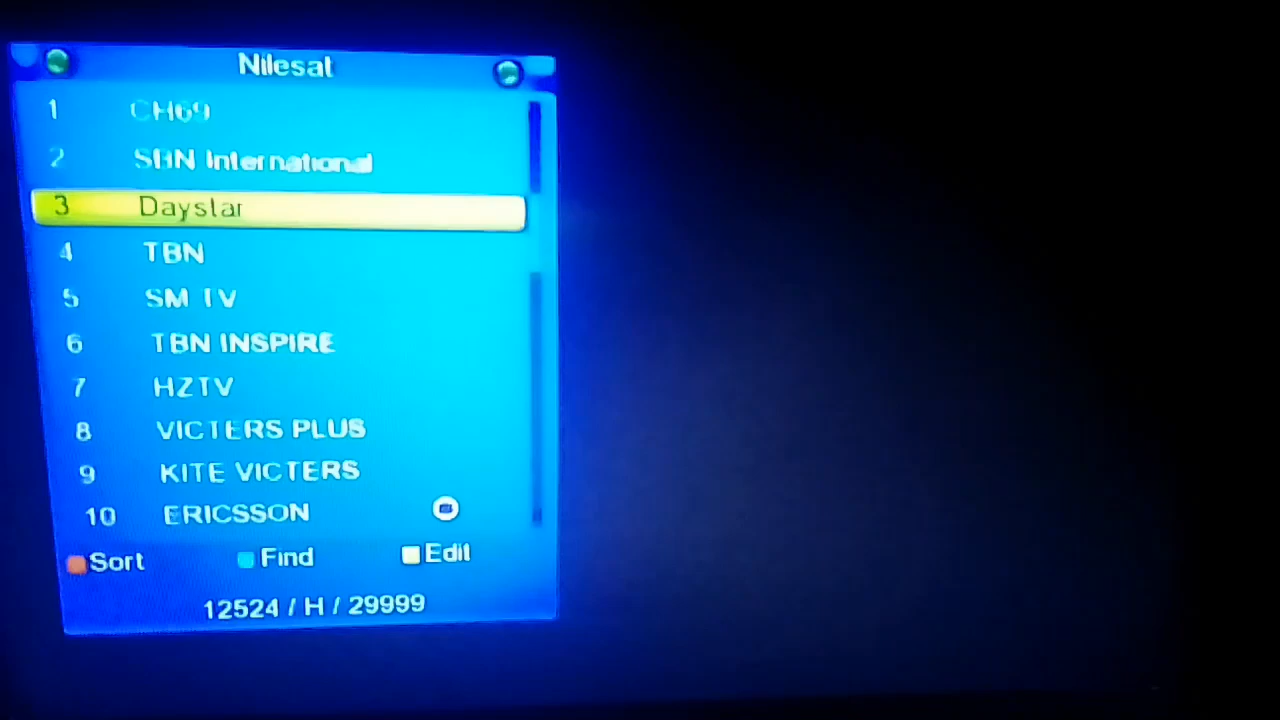 Nilesat
1 CH69
2 SBN International
3 Daystar
4 TBN
5 SM TV
6 TBN INSPIRE
7 HZTV
8 VICTERS PLUS
9 KITE VICTERS
10 ERICSSON
Sort Find Edit
12524 / H / 29999